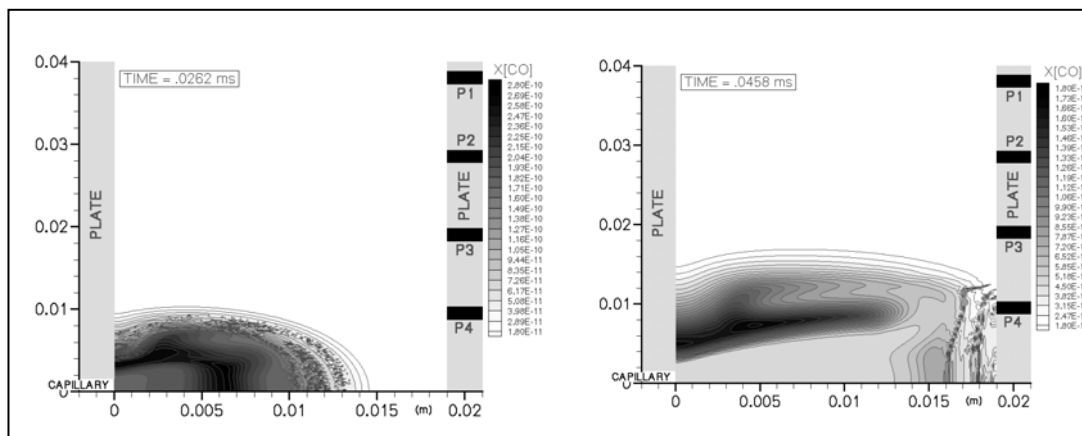 TIME = .0262 ms
X[CO]
2.80E-10
2.69E-10
2.58E-10
2.47E-10
2.36E-10
2.25E-10
2.15E-10
2.04E-10
1.93E-10
1.82E-10
1.71E-10
1.60E-10
1.49E-10
1.38E-10
1.27E-10
1.16E-10
1.05E-10
9.44E-11
8.35E-11
7.26E-11
6.17E-11
5.08E-11
3.98E-11
2.89E-11
1.80E-11
0.04
0.03
0.02
0.01
0
PLATE
P1
P2
PLATE
P3
P4
CAPILLARY
0
0.005
0.01
0.015
(m)
0.02
TIME = .0458 ms
X[CO]
0.04
0.03
0.02
0.01
0
PLATE
P1
P2
PLATE
P3
P4
CAPILLARY
0
0.005
0.01
0.015
(m)
0.02